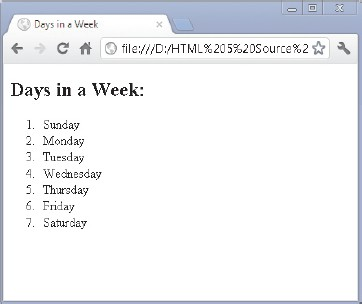 Days in a Week
file:///D:/HTML%205%20Source%2
Days in a Week:
1. Sunday
2. Monday
3. Tuesday
4. Wednesday
5. Thursday
6. Friday
7. Saturday